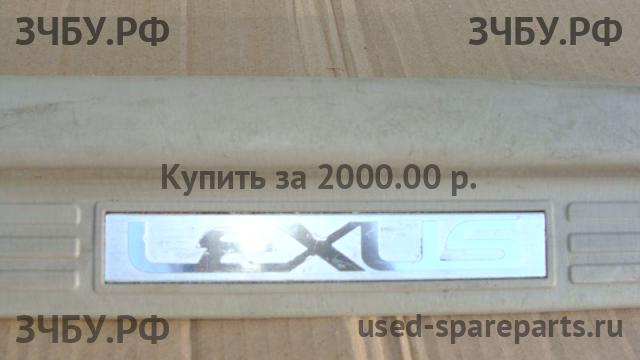 ЗЧБУ.РФ ЗЧБУ.РФ
Купить за 2000.00 р.
LEXUS
ЗЧБУ.РФ used-spareparts.ru